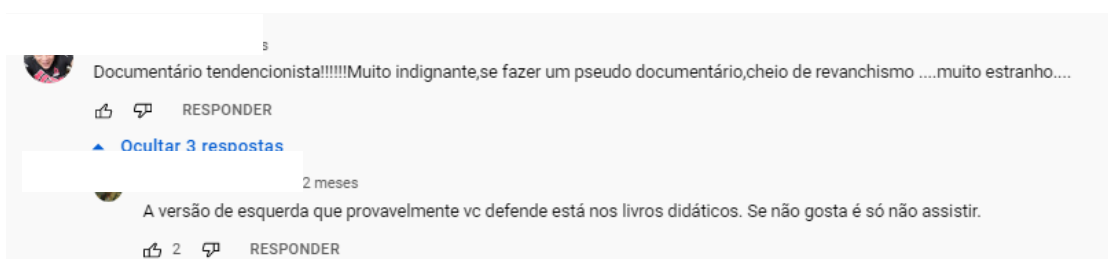 s
Documentário tendencionista!!!!!!Muito indignante,se fazer um pseudo documentário,cheio de revanchismo ....muito estranho....
RESPONDER
Ocultar 3 respostas
2 meses
A versão de esquerda que provavelmente vc defende está nos livros didáticos. Se não gosta é só não assistir.
2 RESPONDER